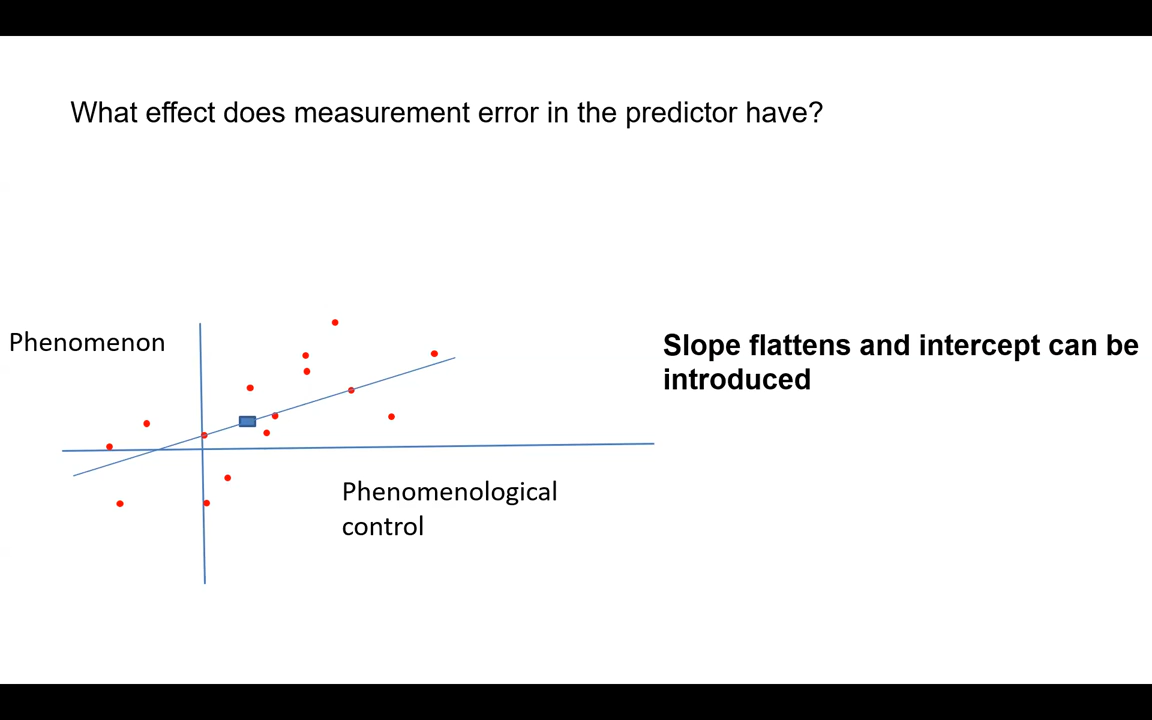 What effect does measurement error in the predictor have?
Phenomenon
Slope flattens and intercept can be
introduced
Phenomenological
control